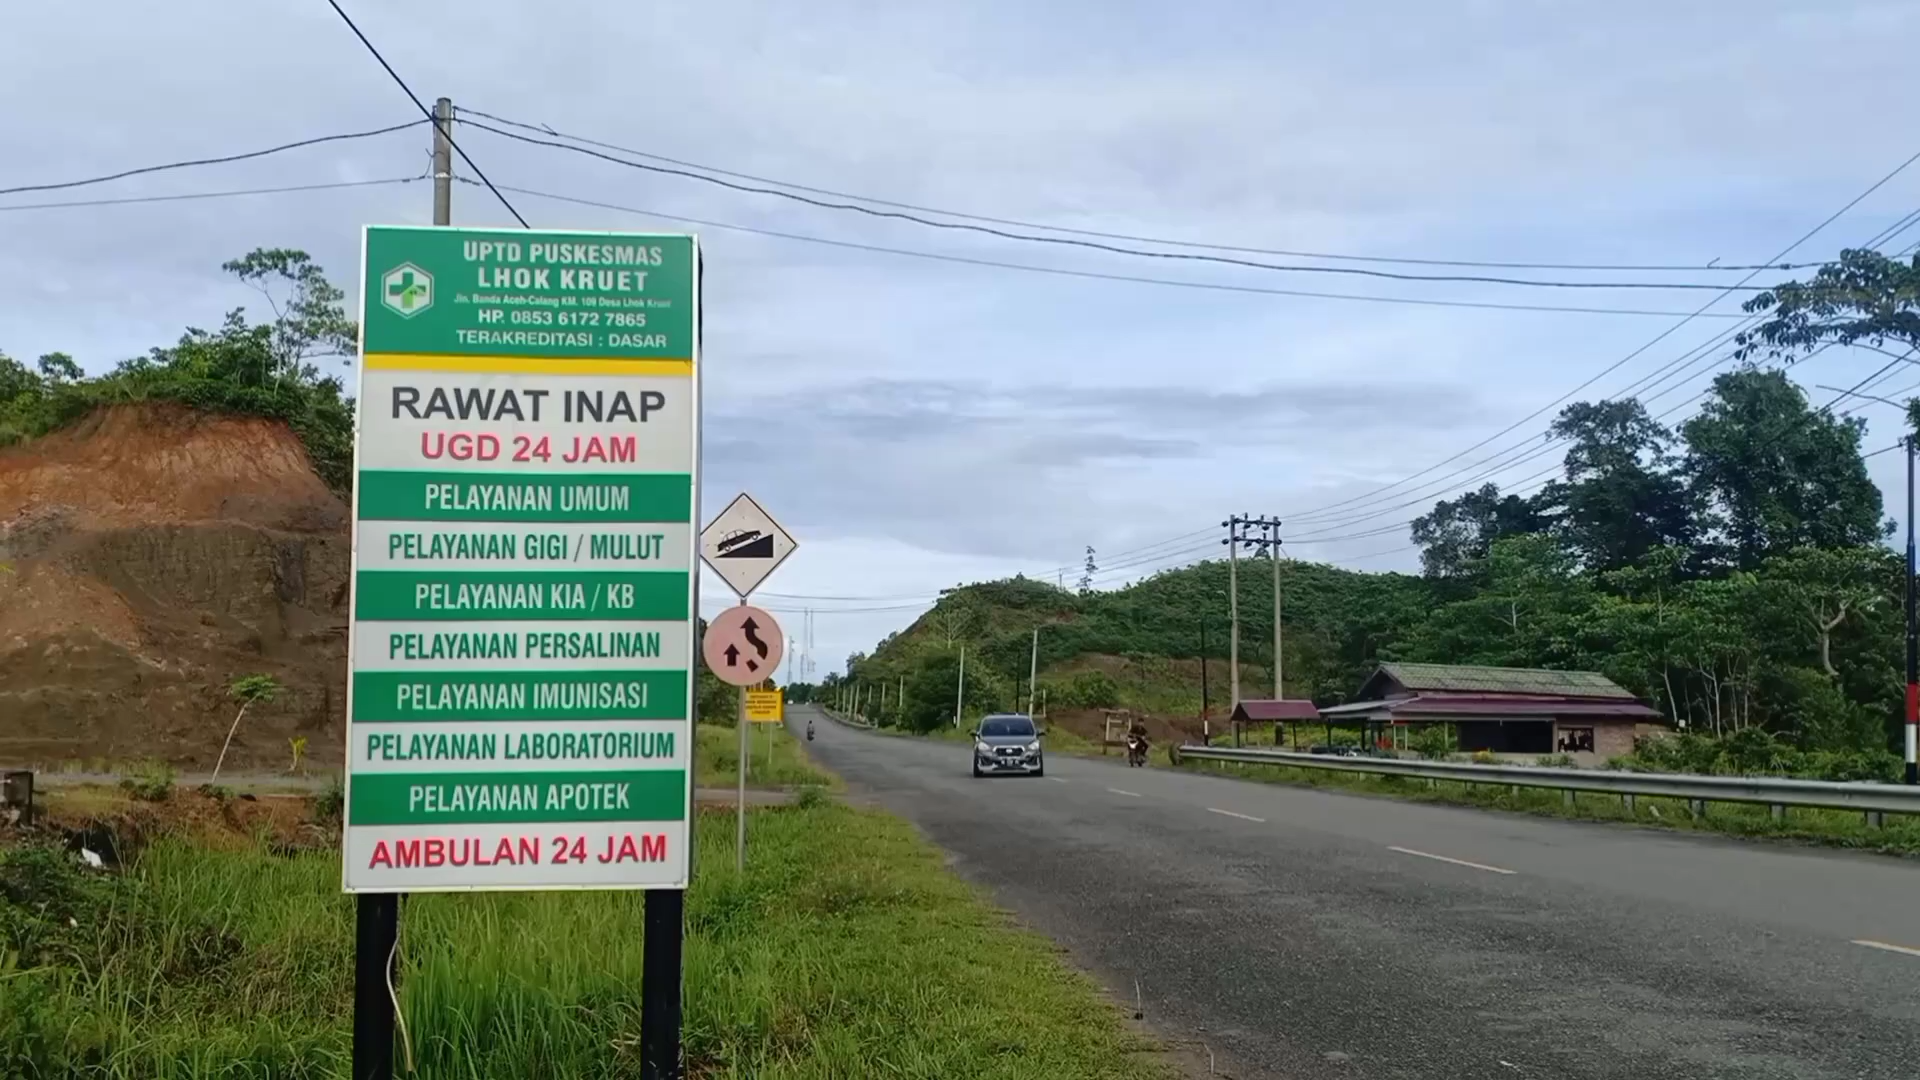 UPTD PUSKESMAS
LHOK KRUET
Jln. Banda Aceh-Calang KM. 109 Desa Lhok Kruet
HP. 0853 6172 7865
TERAKREDITASI : DASAR
RAWAT INAP
UGD 24 JAM
PELAYANAN UMUM
PELAYANAN GIGI / MULUT
PELAYANAN KIA / KB
PELAYANAN PERSALINAN
PELAYANAN IMUNISASI
PELAYANAN LABORATORIUM
PELAYANAN APOTEK
AMBULAN 24 JAM